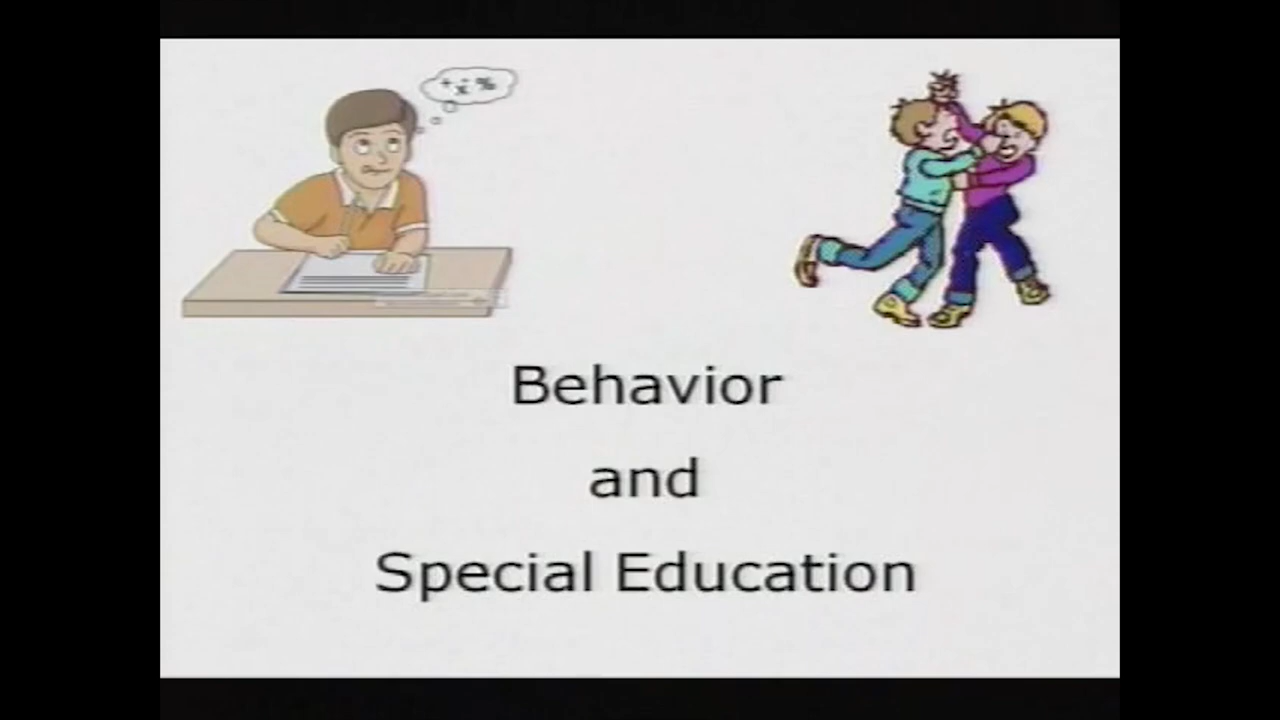 + - x %
Behavior
and
Special Education